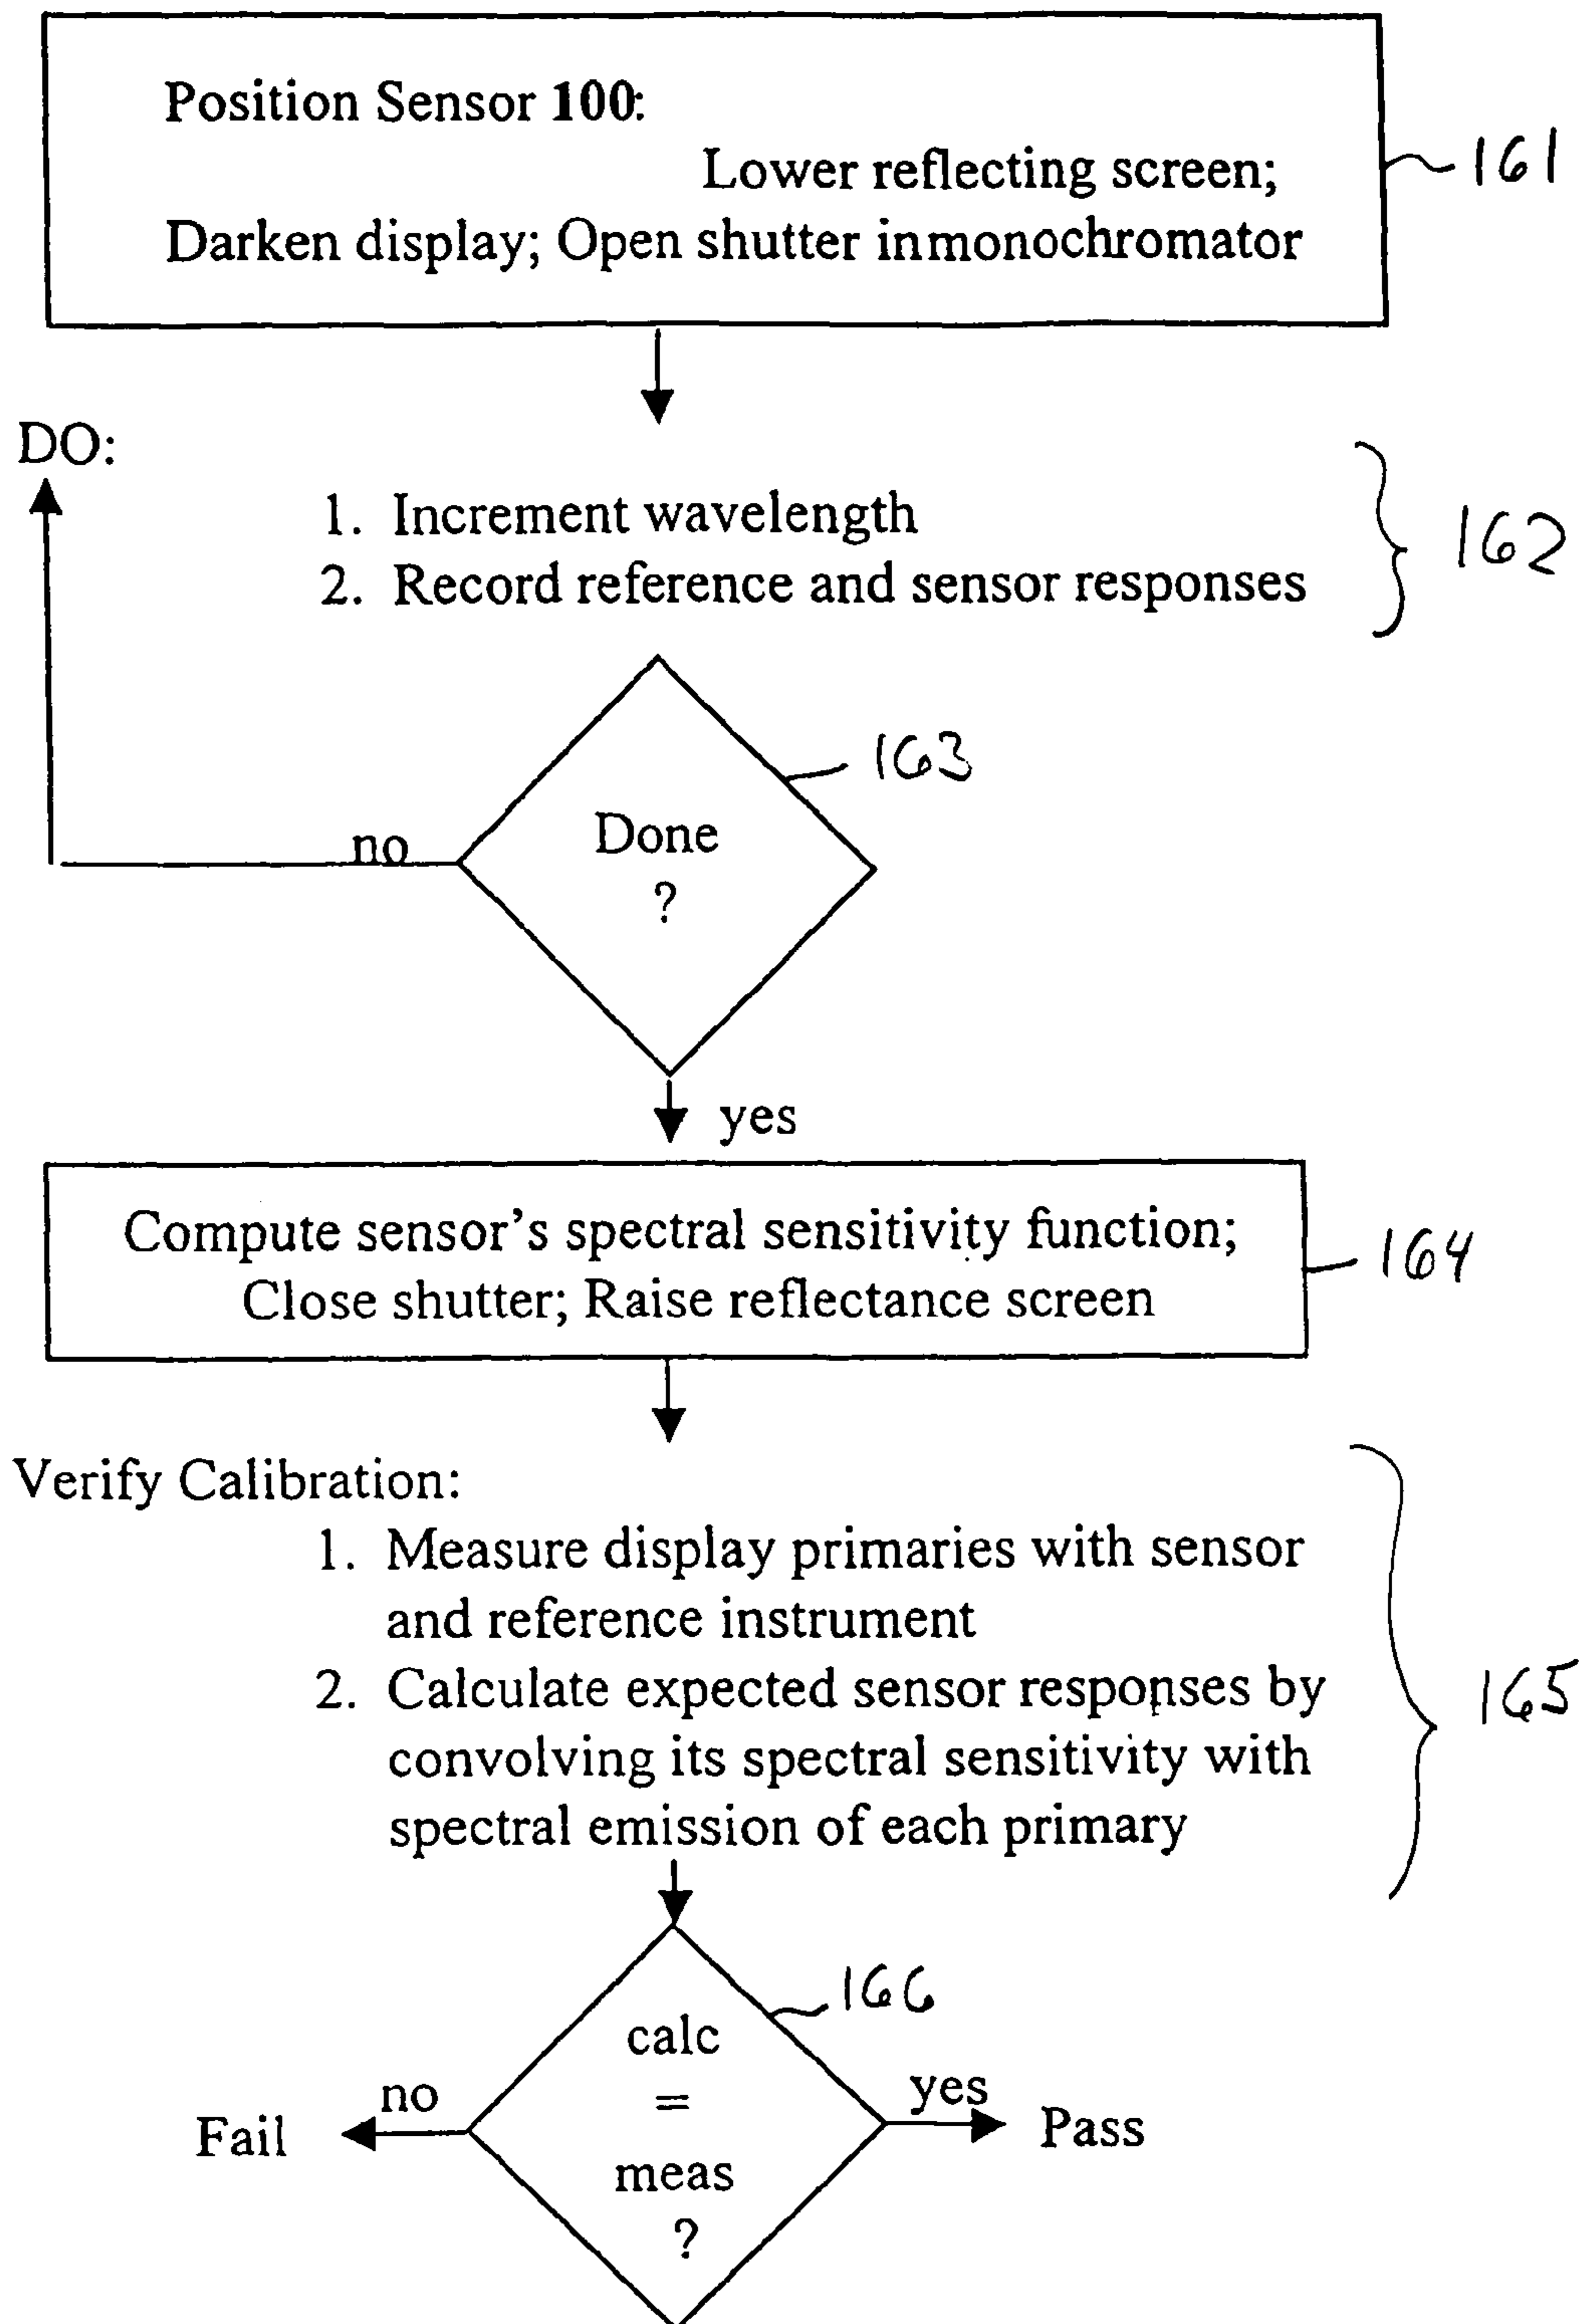 Position Sensor 100:
Lower reflecting screen;
161
Darken display; Open shutter inmonochromator
DO:
1. Increment wavelength
162
2. Record reference and sensor responses
163
Done
no
?
yes
Compute sensor's spectral sensitivity function;
164
Close shutter; Raise reflectance screen
Verify Calibration:
1. Measure display primaries with sensor
and reference instrument
2. Calculate expected sensor responses by
165
convolving its spectral sensitivity with
spectral emission of each primary
166
calc
no
=
yes
Fail
Pass
meas
?